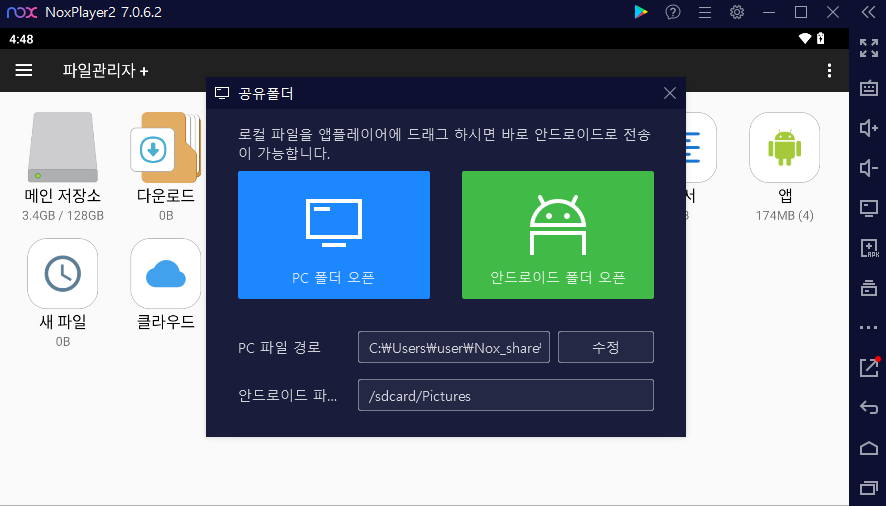 nox NoxPlayer2 7.0.6.2
4:48
파일관리자 +
공유폴더
로컬 파일을 앱플레이어에 드래그 하시면 바로 안드로이드로 전송
이 가능합니다.
PC 폴더 오픈
안드로이드 폴더 오픈
PC 파일 경로
C:₩Users₩user₩Nox_share
수정
안드로이드 파...
/sdcard/Pictures
메인 저장소
3.4GB / 128GB
다운로드
0B
서
B
앱
174MB (4)
새 파일
0B
클라우드
APK